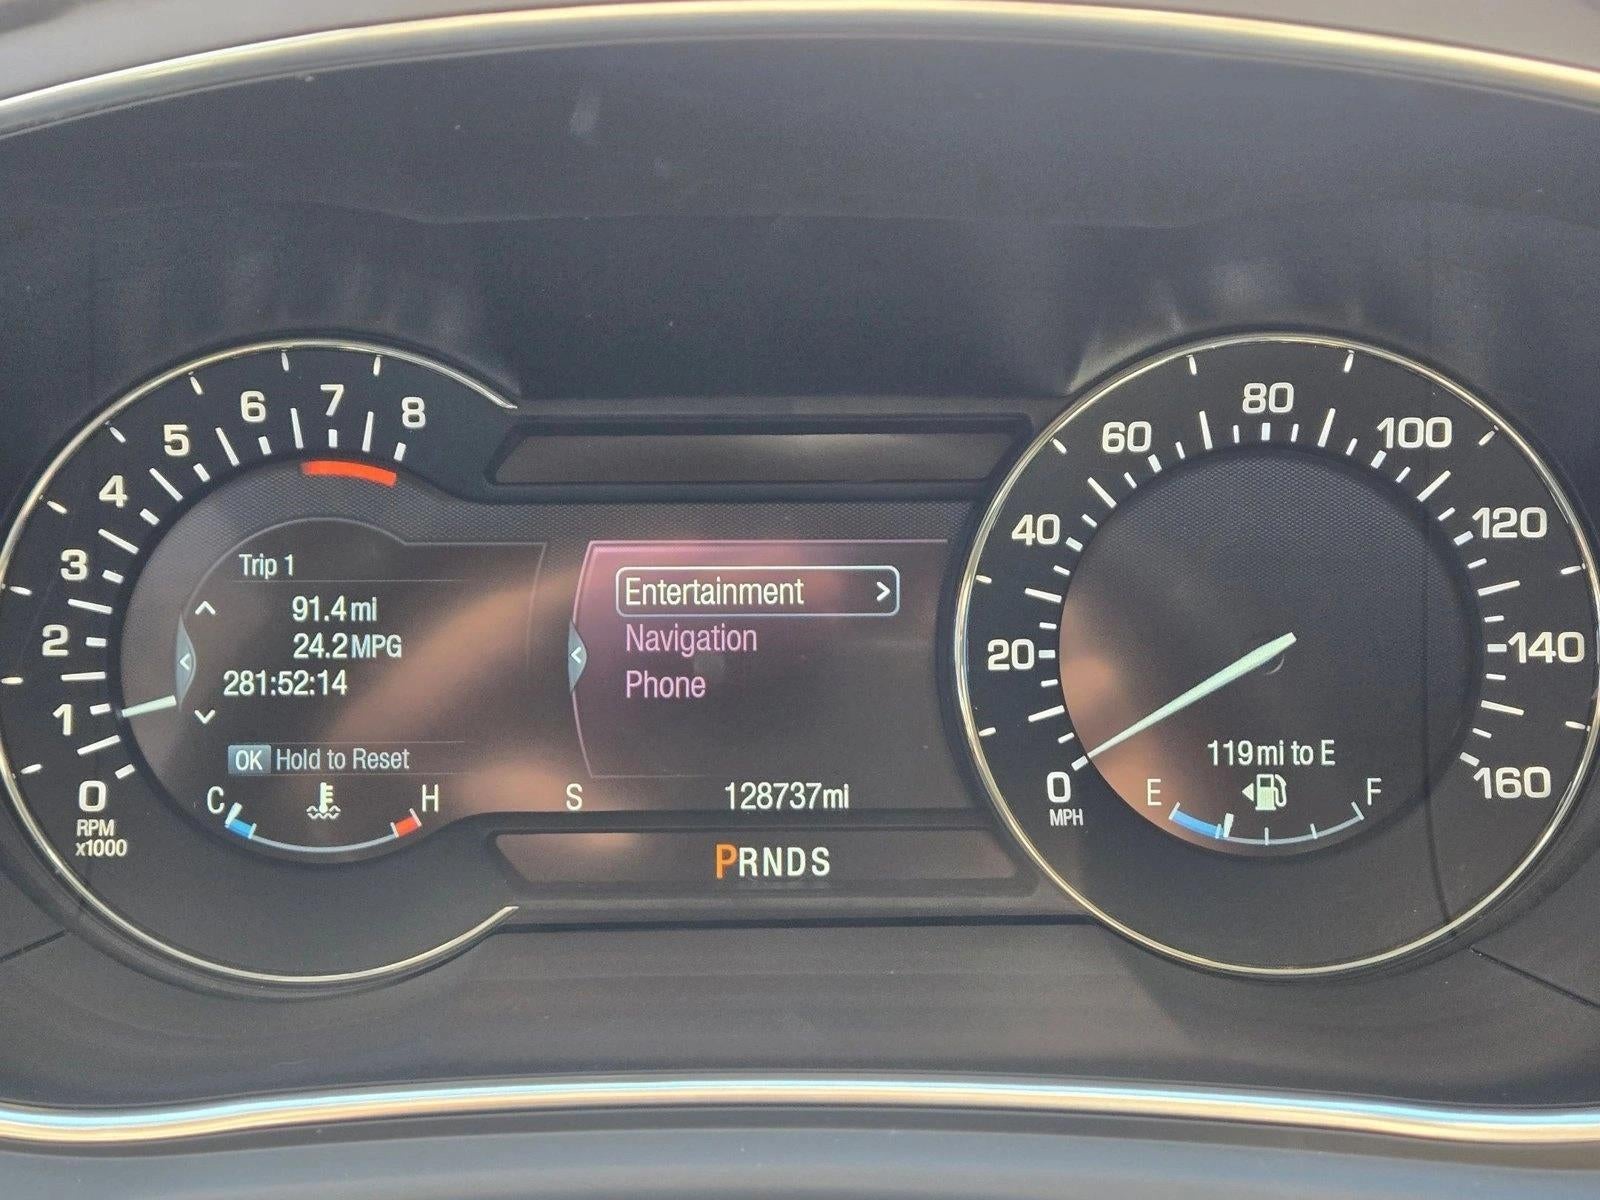 0
1
2
3
4
5
6
7
8
RPM
x1000
Trip 1
91.4 mi
24.2 MPG
281:52:14
OK Hold to Reset
C H
Entertainment >
Navigation
Phone
S 128737mi
PRNDS
0
20
40
60
80
100
120
140
160
MPH
119 mi to E
E F